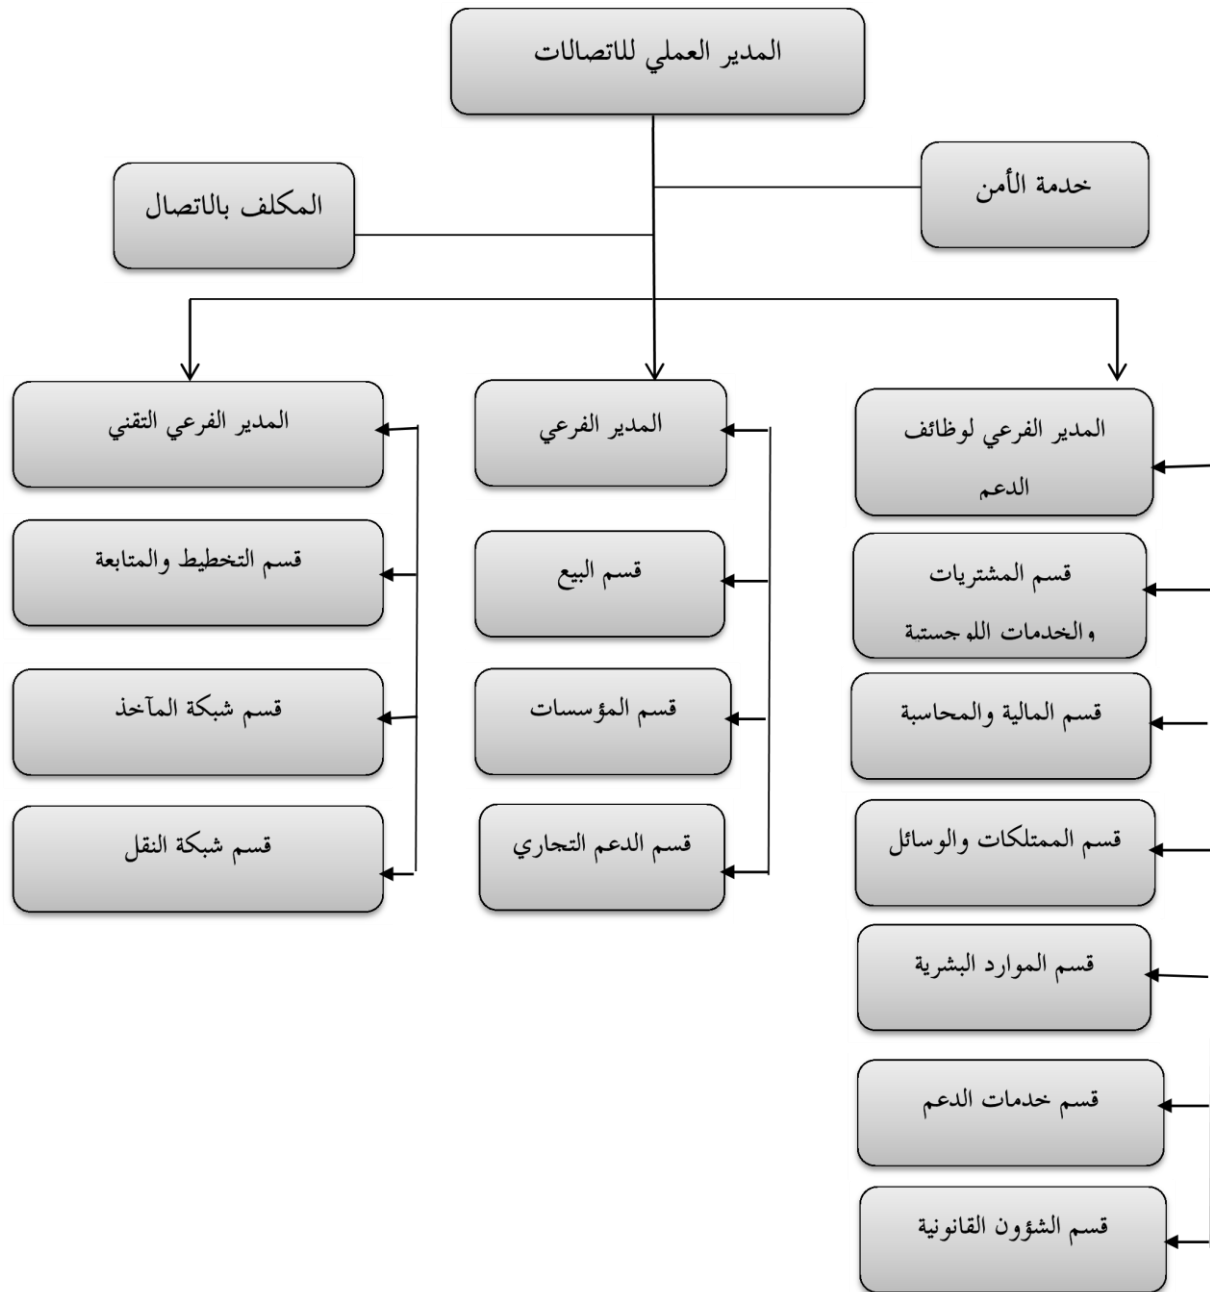 المدير العملي للاتصالات
خدمة الأمن
المكلف بالاتصال
المدير الفرعي لوظائف
الدعم
قسم المشتريات
والخدمات اللوجستية
قسم المالية والمحاسبة
قسم الممتلكات والوسائل
قسم الموارد البشرية
قسم خدمات الدعم
قسم الشؤون القانونية
المدير الفرعي
قسم البيع
قسم المؤسسات
قسم الدعم التجاري
المدير الفرعي التقني
قسم التخطيط والمتابعة
قسم شبكة المآخذ
قسم شبكة النقل